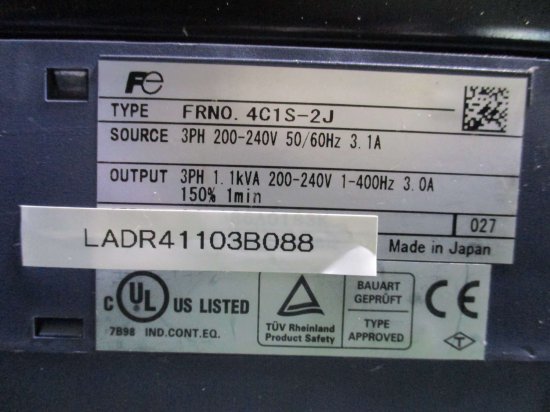 Fe
TYPE FRN0.4C1S-2J
SOURCE 3PH 200-240V 50/60Hz 3.1A
OUTPUT 3PH 1.1kVA 200-240V 1-400Hz 3.0A
150% 1min
027
LADR41103B088
Made in Japan
C UL US LISTED
7B98 IND.CONT.EQ.
TÜV Rheinland
Product Safety
BAUART
GEPRÜFT
TYPE
APPROVED
CE
T